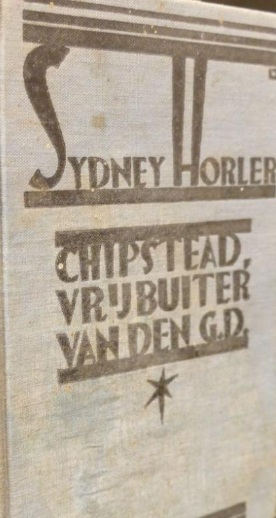 SYDNEY HORLER
CHIPSTEAD,
VRIJBUITER
VAN DEN G.D.